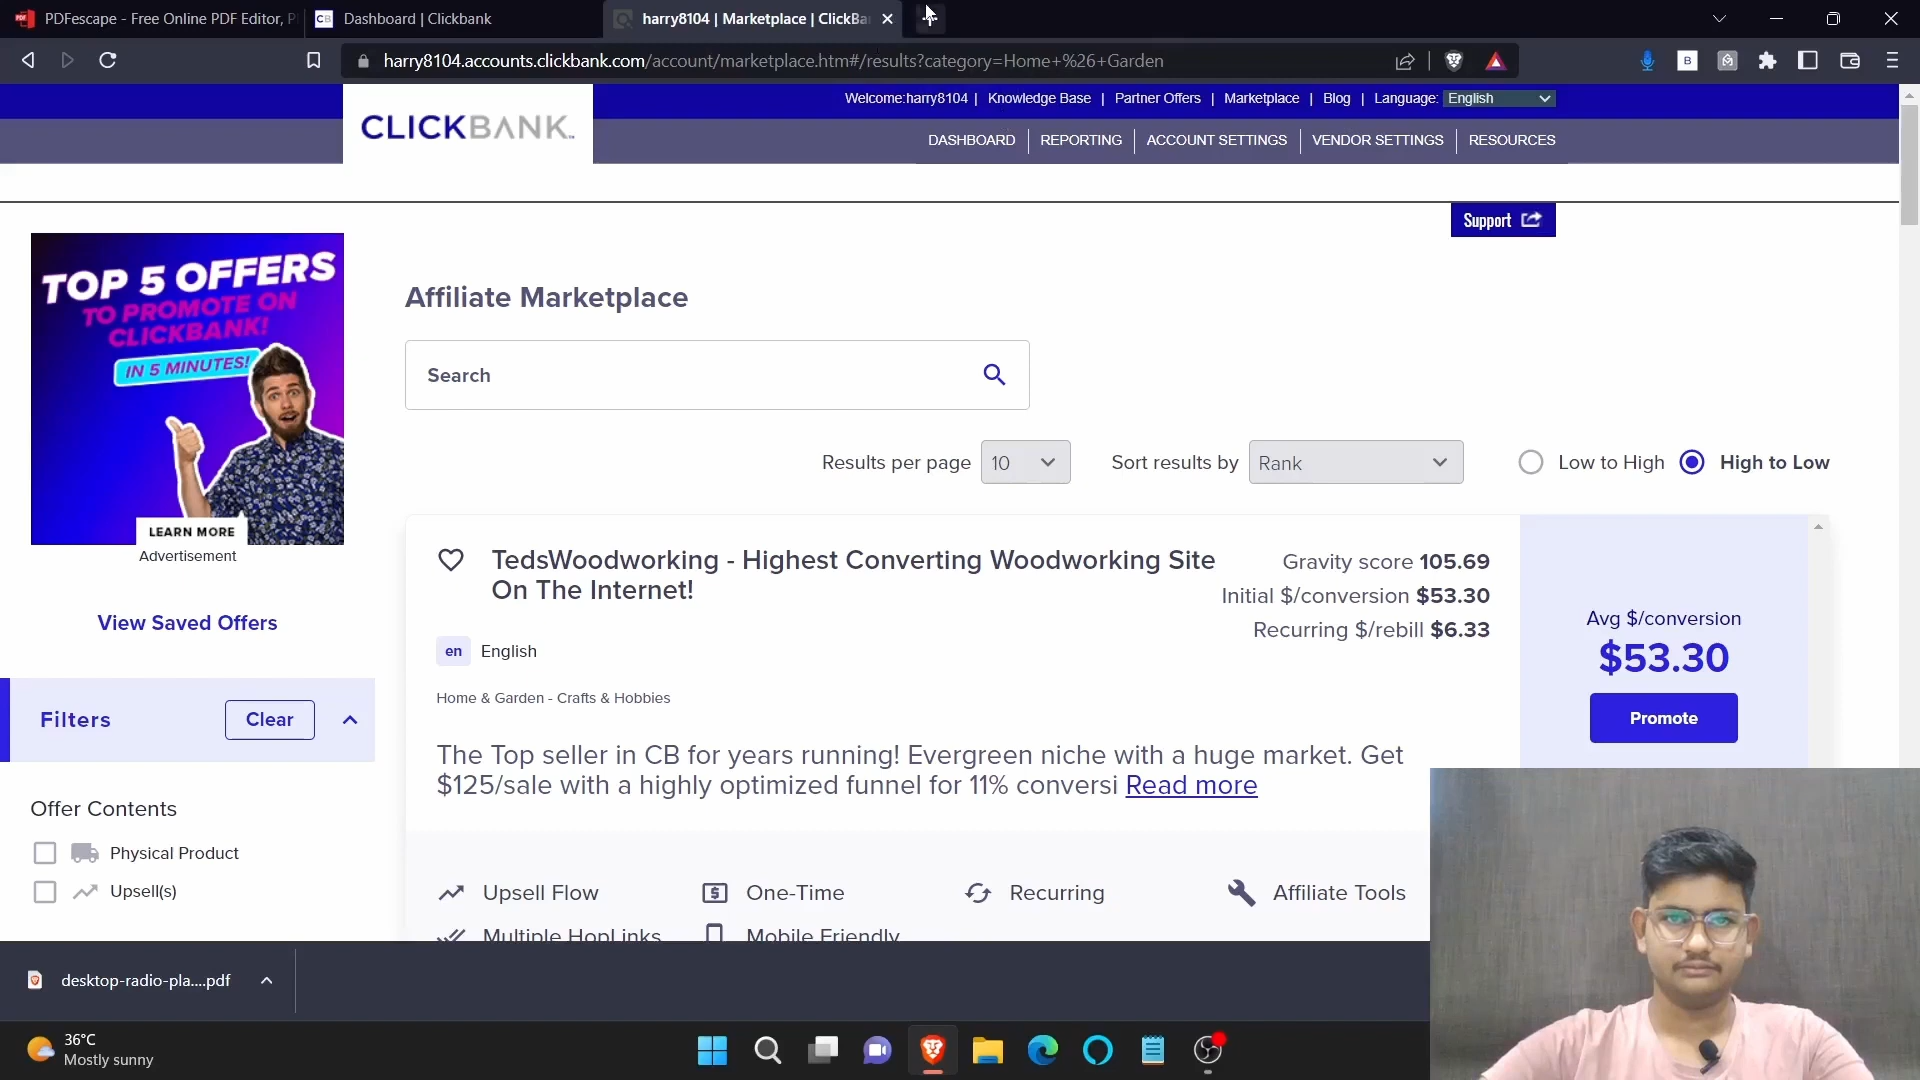 PDFescape - Free Online PDF Editor, P
Dashboard | Clickbank
harry8104 | Marketplace | ClickBa
harry8104.accounts.clickbank.com/account/marketplace.htm#/results?category=Home+%26+Garden
Welcome:harry8104 | Knowledge Base | Partner Offers | Marketplace | Blog | Language: English
CLICKBANK
DASHBOARD | REPORTING | ACCOUNT SETTINGS | VENDOR SETTINGS | RESOURCES
Support
TOP 5 OFFERS
TO PROMOTE ON
CLICKBANK!
IN 5 MINUTES!
LEARN MORE
Advertisement
View Saved Offers
Filters
Clear
Offer Contents
Physical Product
Upsell(s)
Affiliate Marketplace
Search
Results per page 10 Sort results by Rank Low to High High to Low
TedsWoodworking - Highest Converting Woodworking Site
On The Internet!
Gravity score 105.69
Initial $/conversion $53.30
Recurring $/rebill $6.33
en English
Home & Garden - Crafts & Hobbies
The Top seller in CB for years running! Evergreen niche with a huge market. Get
$125/sale with a highly optimized funnel for 11% conversi Read more
Avg $/conversion
$53.30
Promote
Upsell Flow One-Time Recurring Affiliate Tools
Multiple HopLinks Mobile Friendly
desktop-radio-pla....pdf
36°C
Mostly sunny